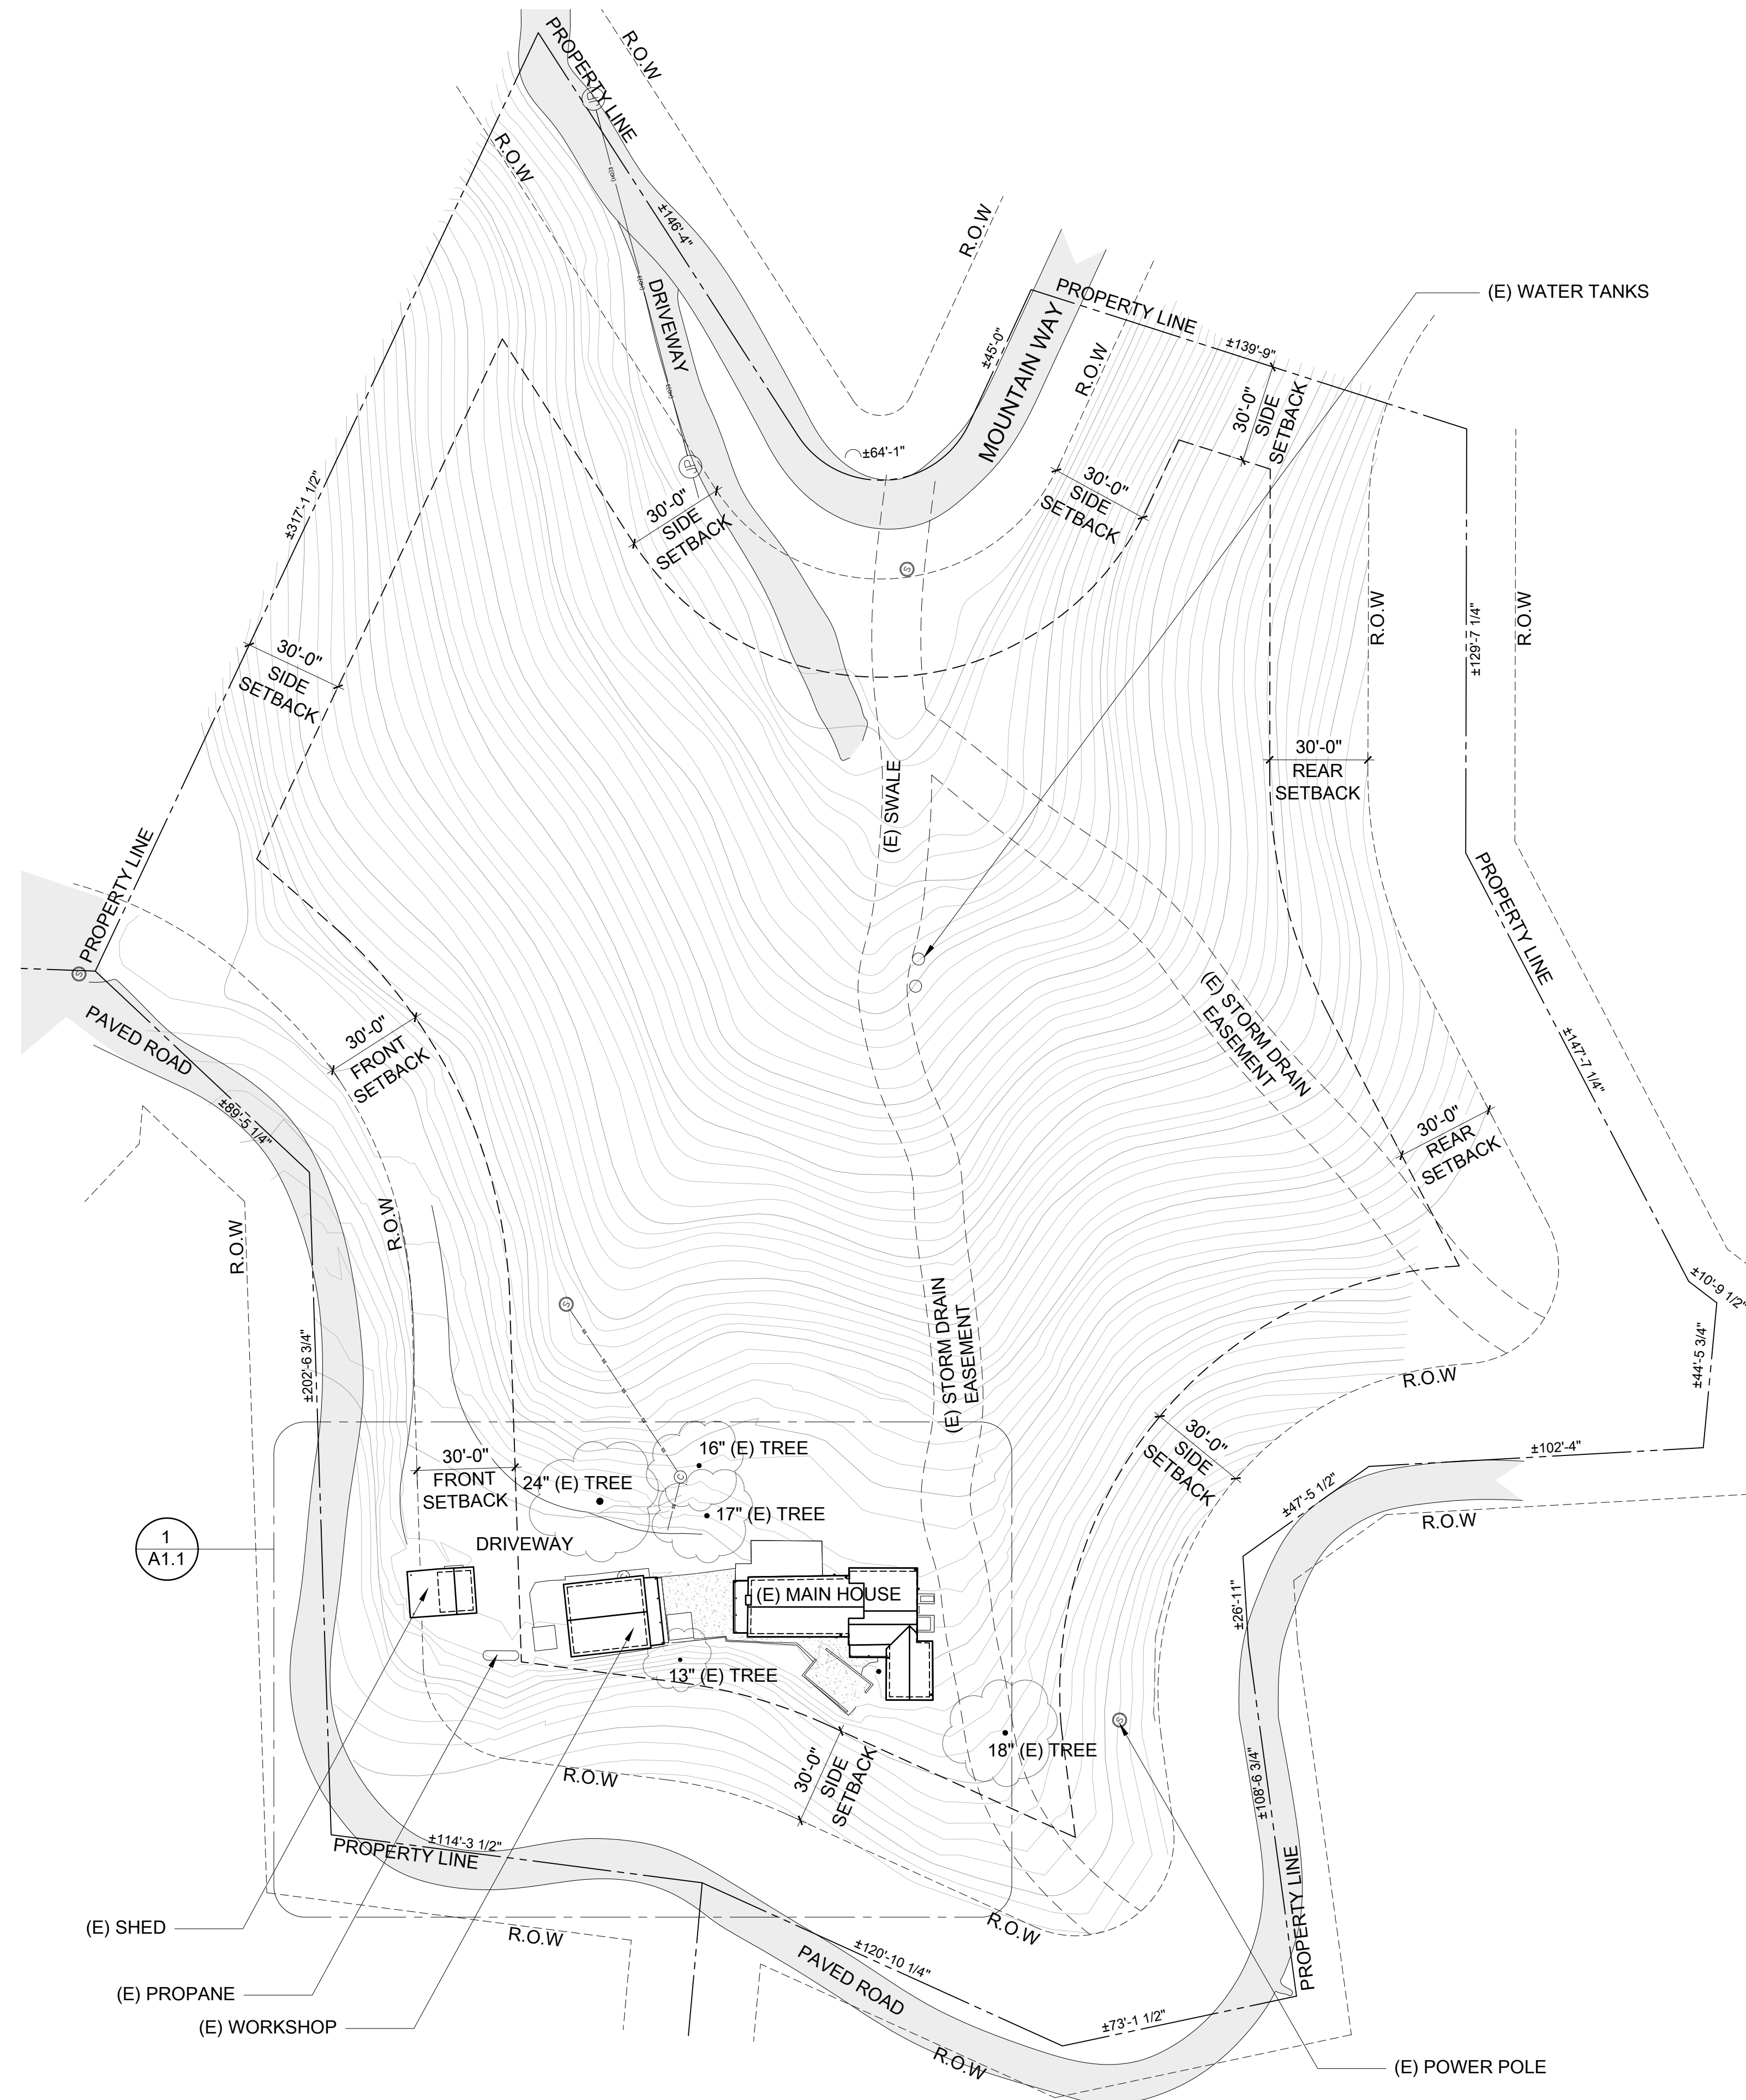 PROPERTY LINE
R.O.W
R.O.W
JP
E(OH)
±146'-4"
R.O.W
E(OH)
DRIVEWAY
E(OH)
PROPERTY LINE
(E) WATER TANKS
±45'-0"
MOUNTAIN WAY
±139'-9"
R.O.W
30'-0"
SIDE
SETBACK
±64'-1"
JP
30'-0"
SIDE
SETBACK
30'-0"
SIDE
SETBACK
±317'-1 1/2"
S
R.O.W
R.O.W
±129'-7 1/4"
30'-0"
SIDE
SETBACK
30'-0"
REAR
SETBACK
(E) SWALE
PROPERTY LINE
PROPERTY LINE
S
PAVED ROAD
30'-0"
FRONT
SETBACK
(E) STORM DRAIN
EASEMENT
±147'-7 1/4"
±89'-5 1/4"
30'-0"
REAR
SETBACK
R.O.W
R.O.W
±10'-9 1/2"
S
(E) STORM DRAIN
EASEMENT
±202'-6 3/4"
±44'-5 3/4"
R.O.W
30'-0"
SIDE
SETBACK
±102'-4"
30'-0"
FRONT
SETBACK
16" (E) TREE
24" (E) TREE
C
17" (E) TREE
±47'-5 1/2"
R.O.W
1
A1.1
DRIVEWAY
(E) MAIN HOUSE
±26'-11"
13" (E) TREE
S
18" (E) TREE
30'-0"
SIDE
SETBACK
R.O.W
±108'-6 3/4"
±114'-3 1/2"
PROPERTY LINE
PROPERTY LINE
(E) SHED
R.O.W
R.O.W
±120'-10 1/4"
PAVED ROAD
(E) PROPANE
(E) WORKSHOP
±73'-1 1/2"
R.O.W
(E) POWER POLE